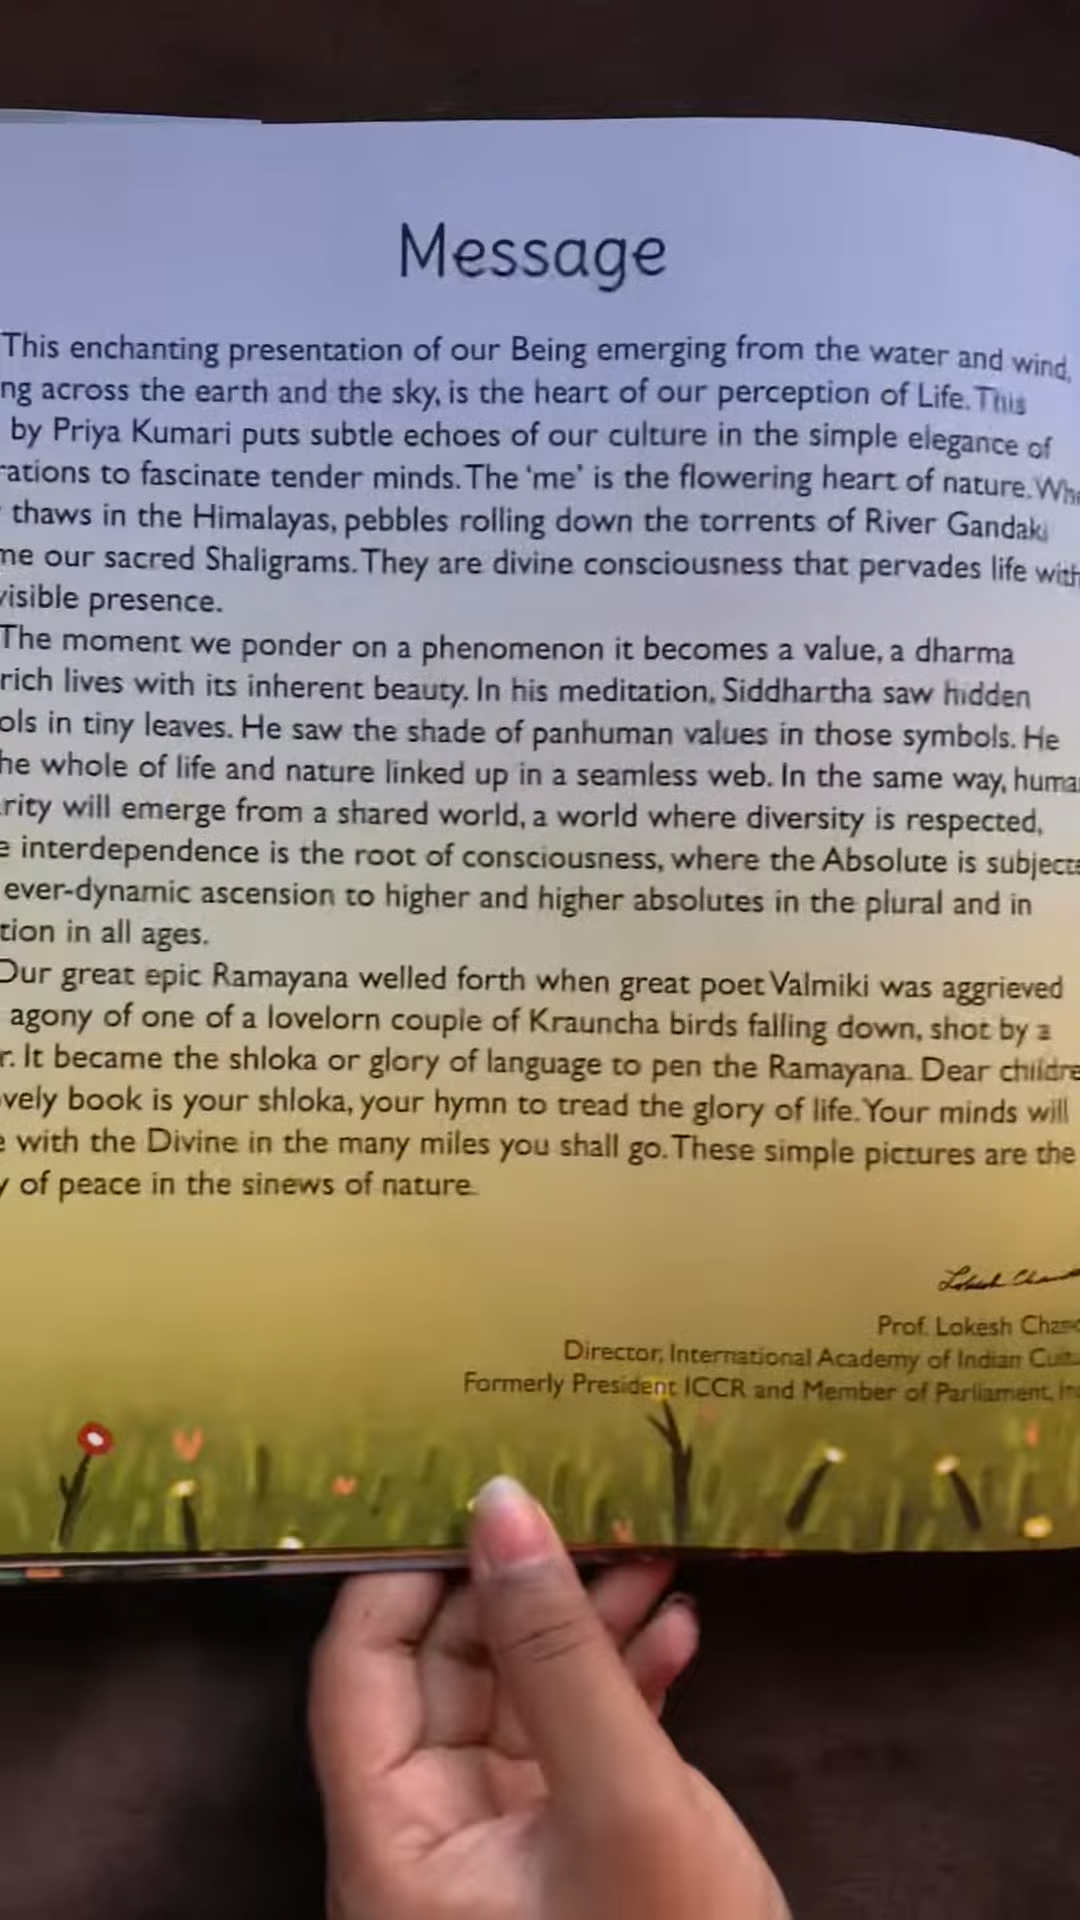 Message
This enchanting presentation of our Being emerging from the water and wind,
ng across the earth and the sky, is the heart of our perception of Life. This
by Priya Kumari puts subtle echoes of our culture in the simple elegance of
rations to fascinate tender minds. The 'me' is the flowering heart of nature. Whe
thaws in the Himalayas, pebbles rolling down the torrents of River Gandaki
me our sacred Shaligrams. They are divine consciousness that pervades life with
visible presence.
The moment we ponder on a phenomenon it becomes a value, a dharma
rich lives with its inherent beauty. In his meditation, Siddhartha saw hidden
ols in tiny leaves. He saw the shade of panhuman values in those symbols. He
he whole of life and nature linked up in a seamless web. In the same way, huma
rity will emerge from a shared world, a world where diversity is respected,
e interdependence is the root of consciousness, where the Absolute is subjecte
ever-dynamic ascension to higher and higher absolutes in the plural and in
tion in all ages.
Our great epic Ramayana welled forth when great poet Valmiki was aggrieved
agony of one of a lovelorn couple of Krauncha birds falling down, shot by a
r. It became the shloka or glory of language to pen the Ramayana. Dear childre
vely book is your shloka, your hymn to tread the glory of life. Your minds will
e with the Divine in the many miles you shall go. These simple pictures are the
y of peace in the sinews of nature.
Lokesh Chan
Prof. Lokesh Chand
Director, International Academy of Indian Cultu
Formerly President ICCR and Member of Parliament, In